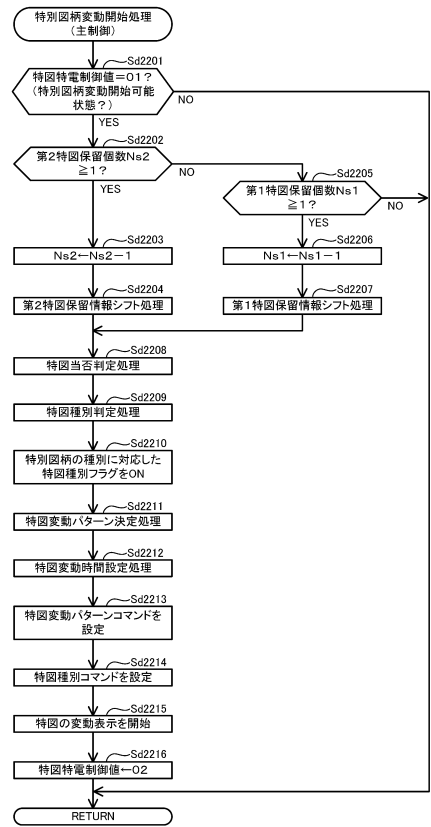 特別図柄変動開始処理
（主制御）
Sd2201
特図特電制御値＝01？
（特別図柄変動開始可能
状態？）
NO
YES
Sd2202
第2特図保留個数Ns2
≧1？
NO
YES
Sd2205
第1特図保留個数Ns1
≧1？
NO
YES
Sd2203
Ns2←Ns2－1
Sd2206
Ns1←Ns1－1
Sd2204
第2特図保留情報シフト処理
Sd2207
第1特図保留情報シフト処理
Sd2208
特図当否判定処理
Sd2209
特図種別判定処理
Sd2210
特別図柄の種別に対応した
特図種別フラグをON
Sd2211
特図変動パターン決定処理
Sd2212
特図変動時間設定処理
Sd2213
特図変動パターンコマンドを
設定
Sd2214
特図種別コマンドを設定
Sd2215
特図の変動表示を開始
Sd2216
特図特電制御値←02
RETURN